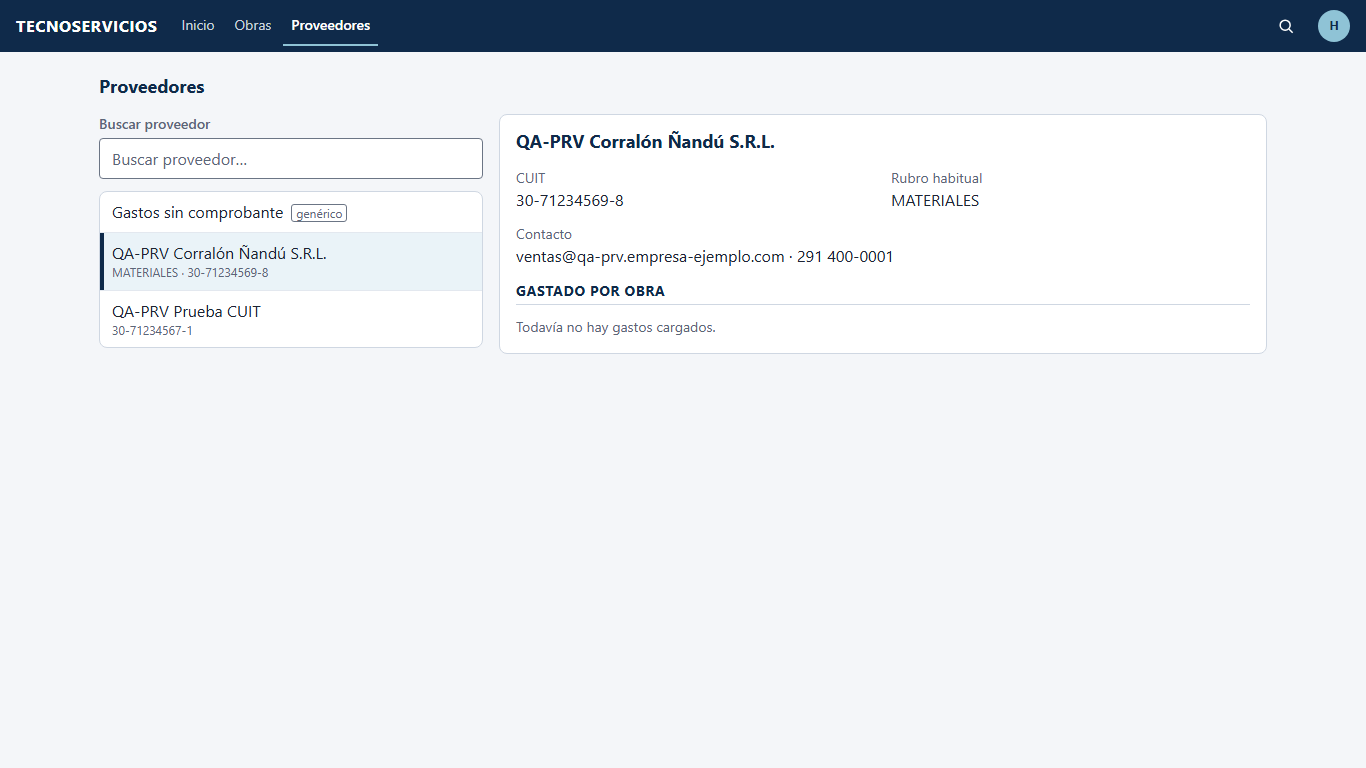 TECNOSERVICIOS Inicio Obras Proveedores H
Proveedores
Buscar proveedor
Buscar proveedor...
Gastos sin comprobante genérico
QA-PRV Corralón Ñandú S.R.L.
MATERIALES · 30-71234569-8
QA-PRV Prueba CUIT
30-71234567-1
QA-PRV Corralón Ñandú S.R.L.
CUIT
30-71234569-8
Rubro habitual
MATERIALES
Contacto
ventas@qa-prv.empresa-ejemplo.com · 291 400-0001
GASTADO POR OBRA
Todavía no hay gastos cargados.